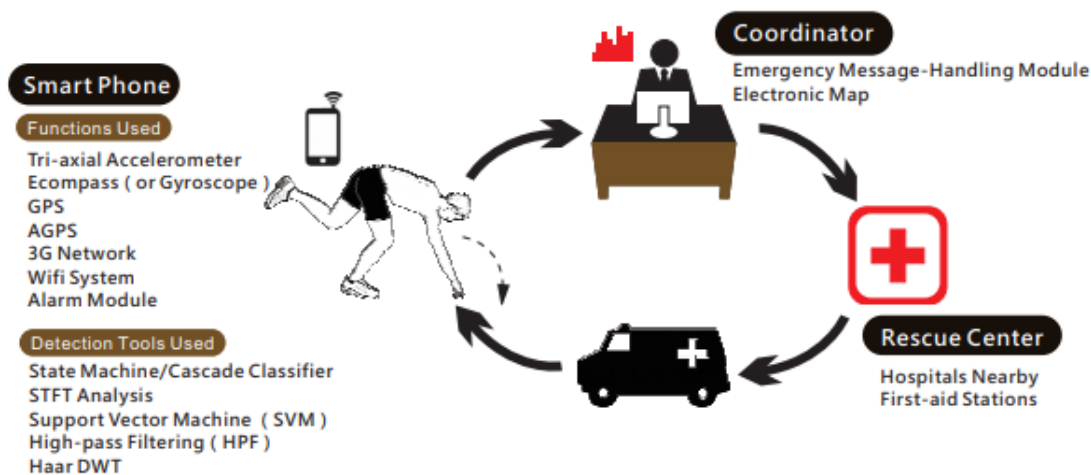 Smart Phone
Functions Used
Tri-axial Accelerometer
Ecompass ( or Gyroscope )
GPS
AGPS
3G Network
Wifi System
Alarm Module
Detection Tools Used
State Machine/Cascade Classifier
STFT Analysis
Support Vector Machine ( SVM )
High-pass Filtering ( HPF )
Haar DWT
Coordinator
Emergency Message-Handling Module
Electronic Map
Rescue Center
Hospitals Nearby
First-aid Stations